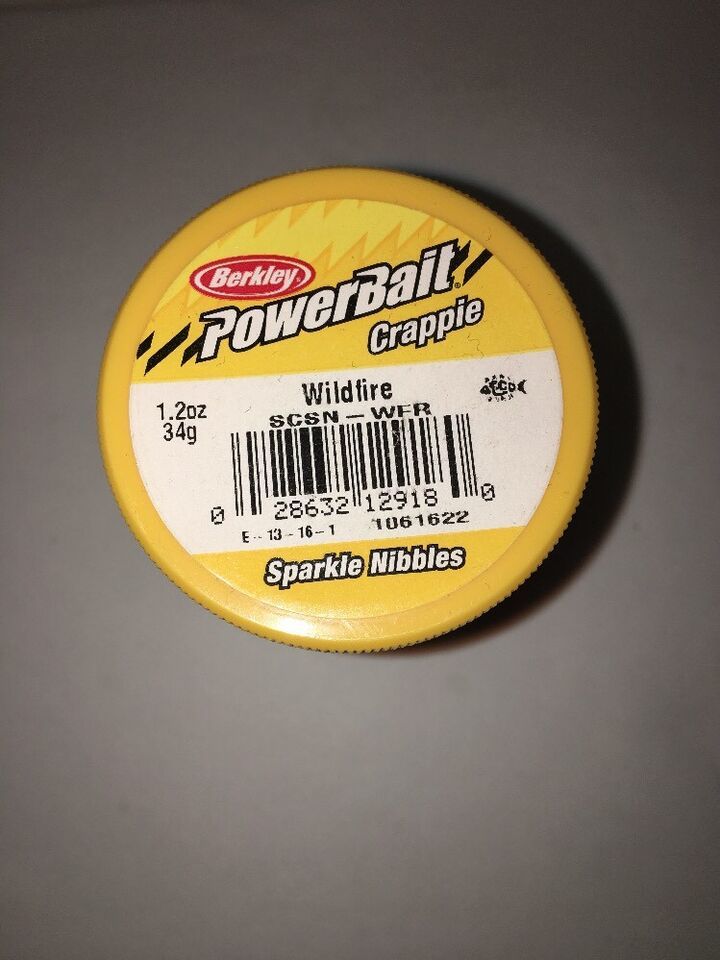 Berkley
PowerBait®
Crappie
Wildfire
1.2oz
34g
SCSN-WFR
0 28632 12918 0
E-13-16-1 1061622
Sparkle Nibbles